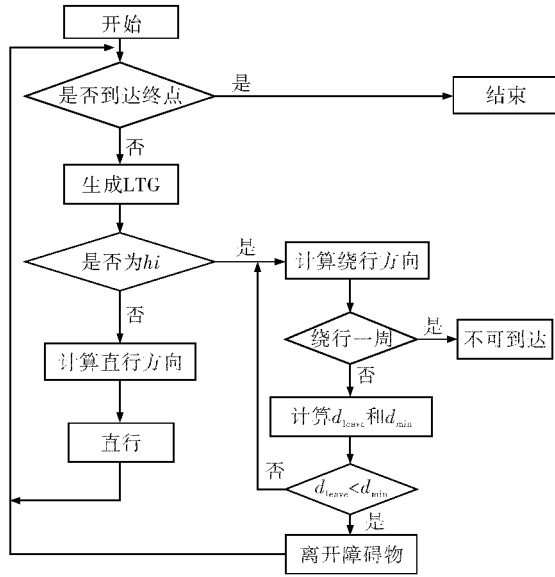 开始
是否到达终点
是
结束
否
生成LTG
是否为hi
是
计算绕行方向
否
绕行一周
是
不可到达
计算直行方向
否
计算d_leave和d_min
直行
否
d_leave<d_min
是
离开障碍物